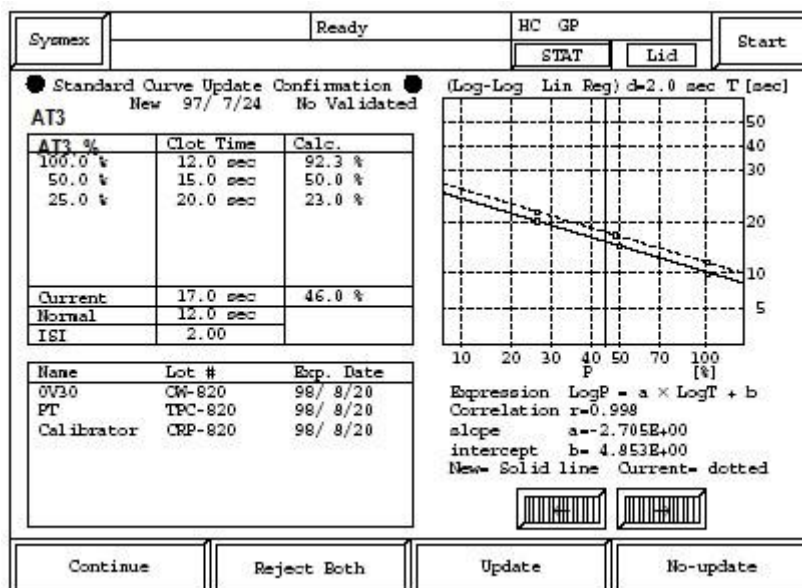 Sysmex
Ready
HC GP
STAT
Lid
Start
Standard Curve Update Confirmation
New 97/ 7/24 No Validated
AT3
AT3 % Clot Time Calc.
100.0 % 12.0 sec 92.3 %
50.0 % 15.0 sec 50.0 %
25.0 % 20.0 sec 23.0 %
Current 17.0 sec 46.0 %
Normal 12.0 sec
ISI 2.00
Name Lot # Exp. Date
OV30 CW-820 98/ 8/20
PT TPC-820 98/ 8/20
Calibrator CRP-820 98/ 8/20
(Log-Log Lin Reg) d=2.0 sec T [sec]
50
40
30
20
10
5
10 20 30 40 50 70 100
P [%]
Expression LogP = a × LogT + b
Correlation r=0.998
slope a=-2.705E+00
intercept b= 4.853E+00
New= Solid line Current= dotted
← →
Continue Reject Both Update No-update